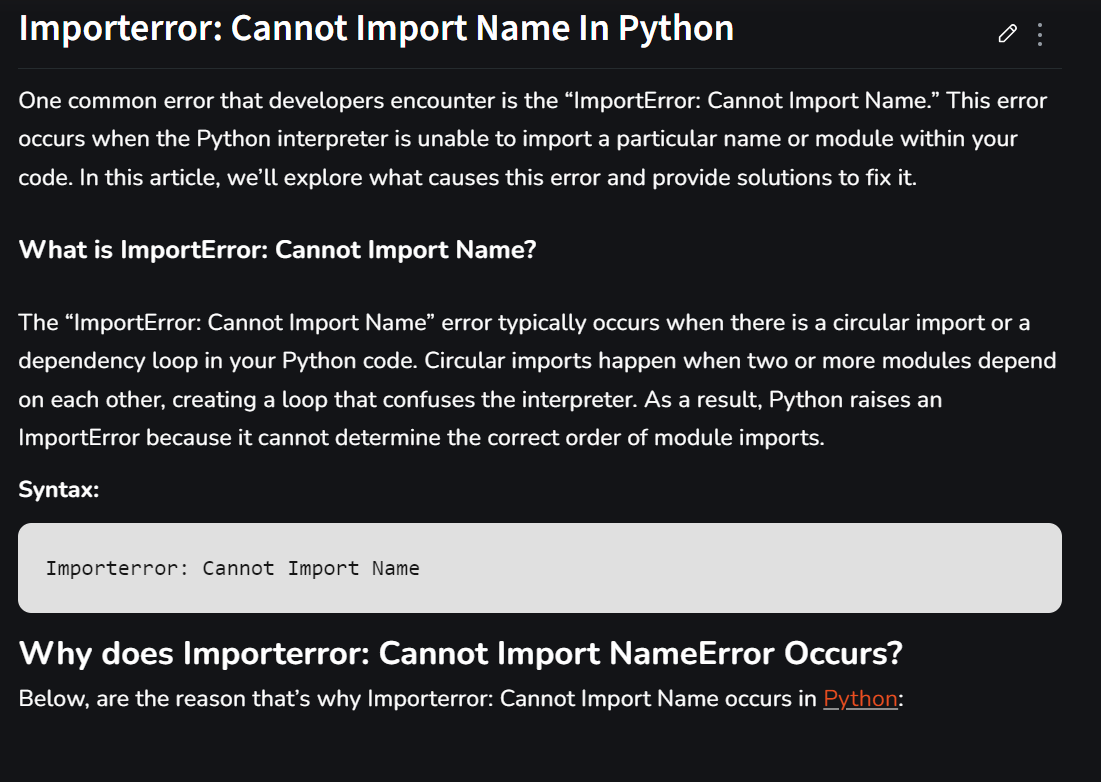 Importerror: Cannot Import Name In Python
One common error that developers encounter is the “ImportError: Cannot Import Name.” This error
occurs when the Python interpreter is unable to import a particular name or module within your
code. In this article, we’ll explore what causes this error and provide solutions to fix it.
What is ImportError: Cannot Import Name?
The “ImportError: Cannot Import Name” error typically occurs when there is a circular import or a
dependency loop in your Python code. Circular imports happen when two or more modules depend
on each other, creating a loop that confuses the interpreter. As a result, Python raises an
ImportError because it cannot determine the correct order of module imports.
Syntax:
Importerror: Cannot Import Name
Why does Importerror: Cannot Import NameError Occurs?
Below, are the reason that’s why Importerror: Cannot Import Name occurs in Python: